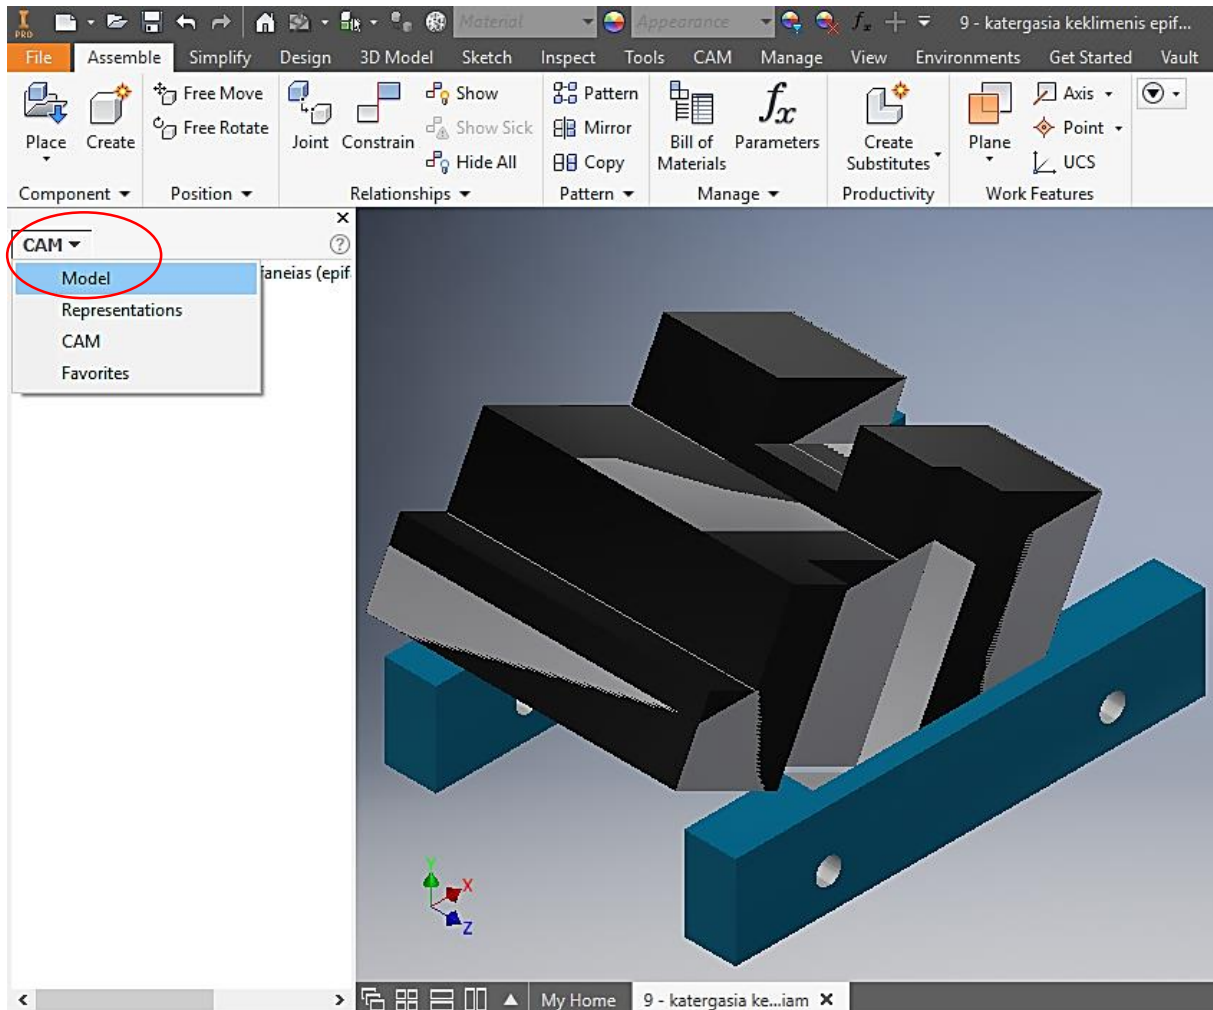 PRO Material Appearance fx 9 - katergasia keklimenis epif...
File Assemble Simplify Design 3D Model Sketch Inspect Tools CAM Manage View Environments Get Started Vault
Place Create Free Move Free Rotate Joint Constrain Show Show Sick Hide All Pattern Mirror Copy Bill of Materials fx Parameters Create Substitutes Plane Axis Point UCS
Component Position Relationships Pattern Manage Productivity Work Features
CAM
Model
faneias (epif
Representations
CAM
Favorites
Y
X
Z
My Home 9 - katergasia ke...iam